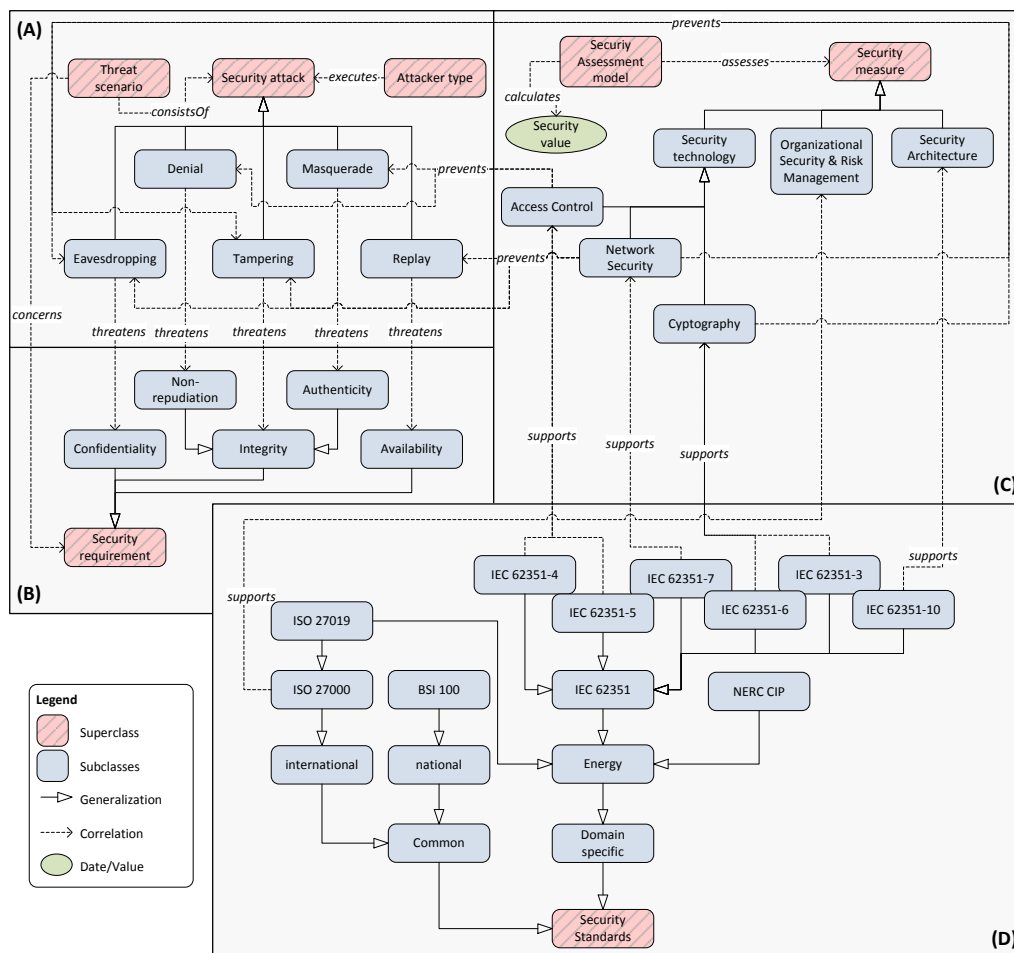 (A)
prevents
Threat
scenario
Security attack
executes
Attacker type
consistsOf
Securiy
Assessment
model
assesses
Security
measure
calculates
Security
value
Denial
Masquerade
prevents
Security
technology
Organizational
Security & Risk
Management
Security
Architecture
Access Control
Eavesdropping
Tampering
Replay
prevents
Network
Security
concerns
threatens
threatens
threatens
threatens
threatens
Cyptography
Non-
repudiation
Authenticity
Confidentiality
Integrity
Availability
supports
supports
supports
(C)
Security
requirement
(B)
supports
supports
IEC 62351-4
IEC 62351-7
IEC 62351-3
IEC 62351-5
IEC 62351-6
IEC 62351-10
ISO 27019
ISO 27000
BSI 100
IEC 62351
NERC CIP
international
national
Energy
Common
Domain
specific
Security
Standards
(D)
Legend
Superclass
Subclasses
Generalization
Correlation
Date/Value